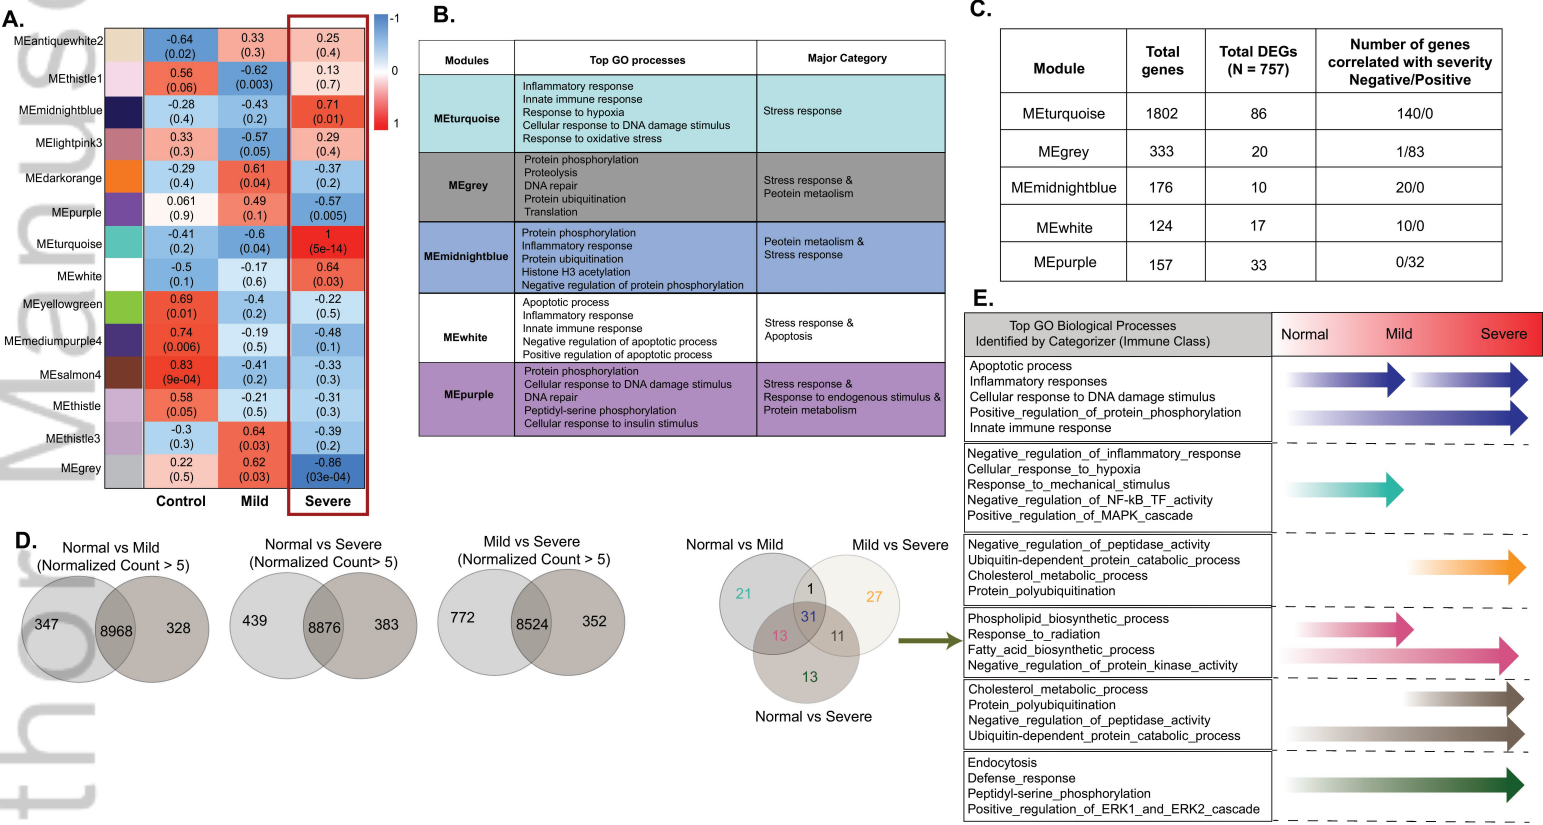 Manus
thor
A.
MEantiquewhite2
-0.64
(0.02)
0.33
(0.3)
0.25
(0.4)
MEthistle1
0.56
(0.06)
-0.62
(0.003)
0.13
(0.7)
MEmidnightblue
-0.28
(0.4)
-0.43
(0.2)
0.71
(0.01)
MElightpink3
0.33
(0.3)
-0.57
(0.05)
0.29
(0.4)
MEdarkorange
-0.29
(0.4)
0.61
(0.04)
-0.37
(0.2)
MEpurple
0.061
(0.9)
0.49
(0.1)
-0.57
(0.005)
MEturquoise
-0.41
(0.2)
-0.6
(0.04)
1
(5e-14)
MEwhite
-0.5
(0.1)
-0.17
(0.6)
0.64
(0.03)
MEyellowgreen
0.69
(0.01)
-0.4
(0.2)
-0.22
(0.5)
MEmediumpurple4
0.74
(0.006)
-0.19
(0.5)
-0.48
(0.1)
MEsalmon4
0.83
(9e-04)
-0.41
(0.2)
-0.33
(0.3)
MEthistle
0.58
(0.05)
-0.21
(0.5)
-0.31
(0.3)
MEthistle3
-0.3
(0.3)
0.64
(0.03)
-0.39
(0.2)
MEgrey
0.22
(0.5)
0.62
(0.03)
-0.86
(03e-04)
Control Mild Severe
-1
0
1
B.
Modules Top GO processes Major Category
MEturquoise
Inflammatory response
Innate immune response
Response to hypoxia
Cellular response to DNA damage stimulus
Response to oxidative stress
Stress response
MEgrey
Protein phosphorylation
Proteolysis
DNA repair
Protein ubiquitination
Translation
Stress response &
Peotein metaolism
MEmidnightblue
Protein phosphorylation
Inflammatory response
Protein ubiquitination
Histone H3 acetylation
Negative regulation of protein phosphorylation
Peotein metaolism &
Stress response
MEwhite
Apoptotic process
Inflammatory response
Innate immune response
Negative regulation of apoptotic process
Positive regulation of apoptotic process
Stress response &
Apoptosis
MEpurple
Protein phosphorylation
Cellular response to DNA damage stimulus
DNA repair
Peptidyl-serine phosphorylation
Cellular response to insulin stimulus
Stress response &
Response to endogenous stimulus &
Protein metabolism
C.
Module
Total
genes
Total DEGs
(N = 757)
Number of genes
correlated with severity
Negative/Positive
MEturquoise 1802 86 140/0
MEgrey 333 20 1/83
MEmidnightblue 176 10 20/0
MEwhite 124 17 10/0
MEpurple 157 33 0/32
D.
Normal vs Mild
(Normalized Count > 5)
347 8968 328
Normal vs Severe
(Normalized Count> 5)
439 8876 383
Mild vs Severe
(Normalized Count > 5)
772 8524 352
Normal vs Mild Mild vs Severe
21 1 27
31
13 11
13
Normal vs Severe
E.
Top GO Biological Processes
Identified by Categorizer (Immune Class)
Normal Mild Severe
Apoptotic process
Inflammatory responses
Cellular response to DNA damage stimulus
Positive_regulation_of_protein_phosphorylation
Innate immune response
Negative_regulation_of_inflammatory_response
Cellular_response_to_hypoxia
Response_to_mechanical_stimulus
Negative_regulation_of_NF-kB_TF_activity
Positive_regulation_of_MAPK_cascade
Negative_regulation_of_peptidase_activity
Ubiquitin-dependent_protein_catabolic_process
Cholesterol_metabolic_process
Protein_polyubiquitination
Phospholipid_biosynthetic_process
Response_to_radiation
Fatty_acid_biosynthetic_process
Negative_regulation_of_protein_kinase_activity
Cholesterol_metabolic_process
Protein_polyubiquitination
Negative_regulation_of_peptidase_activity
Ubiquitin-dependent_protein_catabolic_process
Endocytosis
Defense_response
Peptidyl-serine_phosphorylation
Positive_regulation_of_ERK1_and_ERK2_cascade